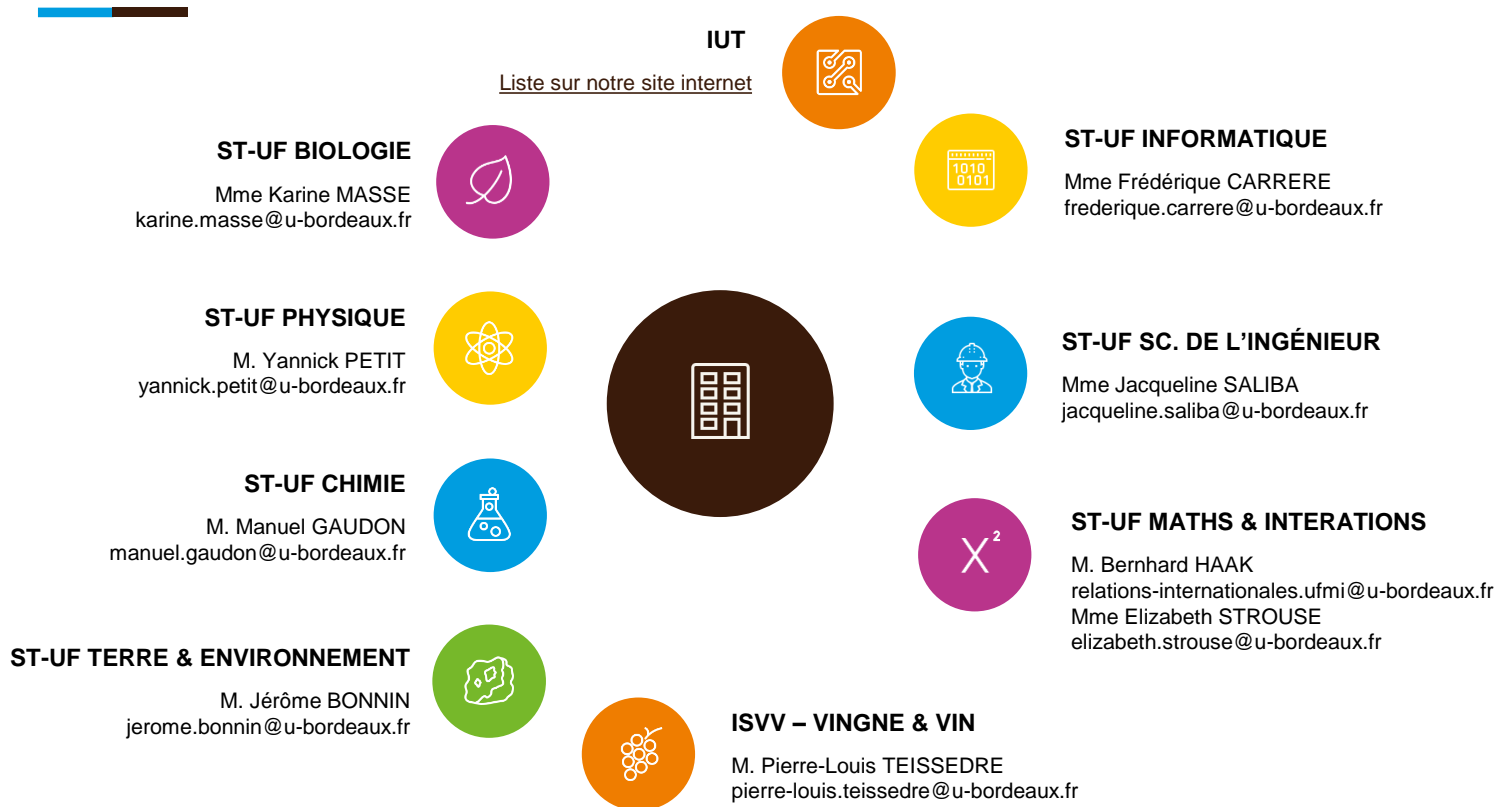 IUT
Liste sur notre site internet
ST-UF BIOLOGIE
Mme Karine MASSE
karine.masse@u-bordeaux.fr
ST-UF PHYSIQUE
M. Yannick PETIT
yannick.petit@u-bordeaux.fr
ST-UF CHIMIE
M. Manuel GAUDON
manuel.gaudon@u-bordeaux.fr
ST-UF TERRE & ENVIRONNEMENT
M. Jérôme BONNIN
jerome.bonnin@u-bordeaux.fr
1010
0101
ST-UF INFORMATIQUE
Mme Frédérique CARRERE
frederique.carrere@u-bordeaux.fr
ST-UF SC. DE L’INGÉNIEUR
Mme Jacqueline SALIBA
jacqueline.saliba@u-bordeaux.fr
X²
ST-UF MATHS & INTERATIONS
M. Bernhard HAAK
relations-internationales.ufmi@u-bordeaux.fr
Mme Elizabeth STROUSE
elizabeth.strouse@u-bordeaux.fr
ISVV – VINGNE & VIN
M. Pierre-Louis TEISSEDRE
pierre-louis.teissedre@u-bordeaux.fr